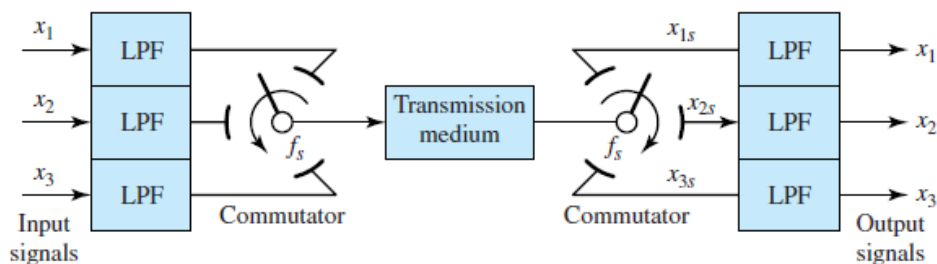 x₁ LPF x₁ₛ LPF x₁
x₂ LPF fₛ Transmission medium fₛ x₂ₛ LPF x₂
x₃ LPF x₃ₛ LPF x₃
Input signals Commutator Commutator Output signals